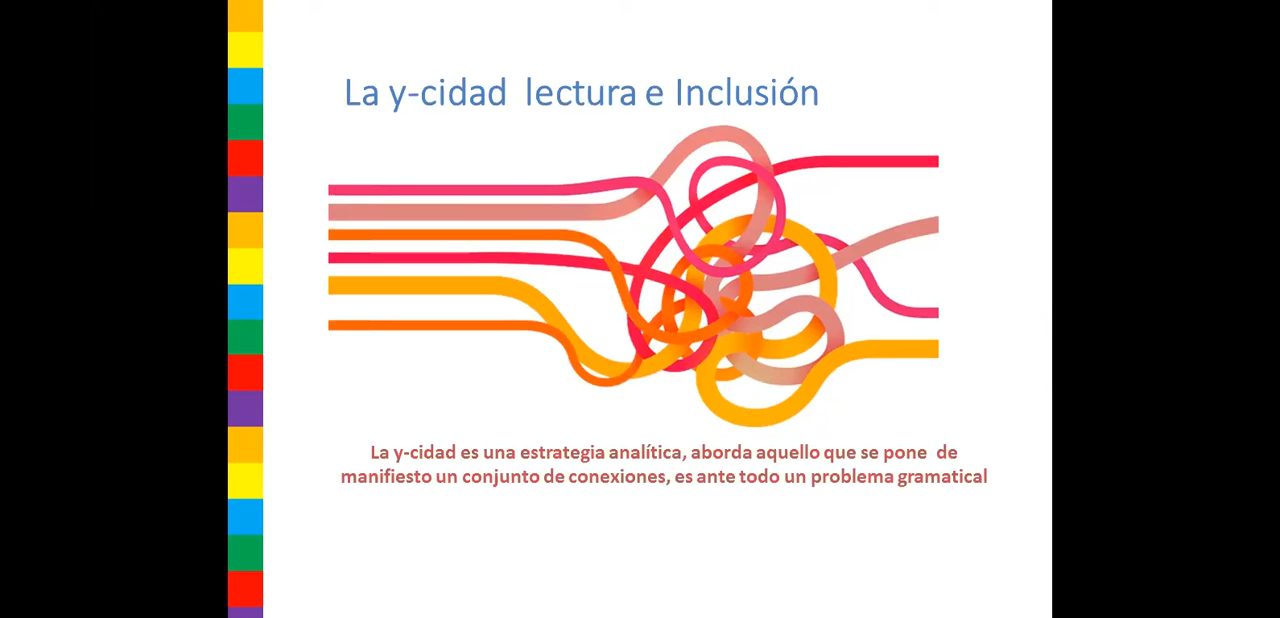 La y-cidad lectura e Inclusión
La y-cidad es una estrategia analítica, aborda aquello que se pone de
manifiesto un conjunto de conexiones, es ante todo un problema gramatical